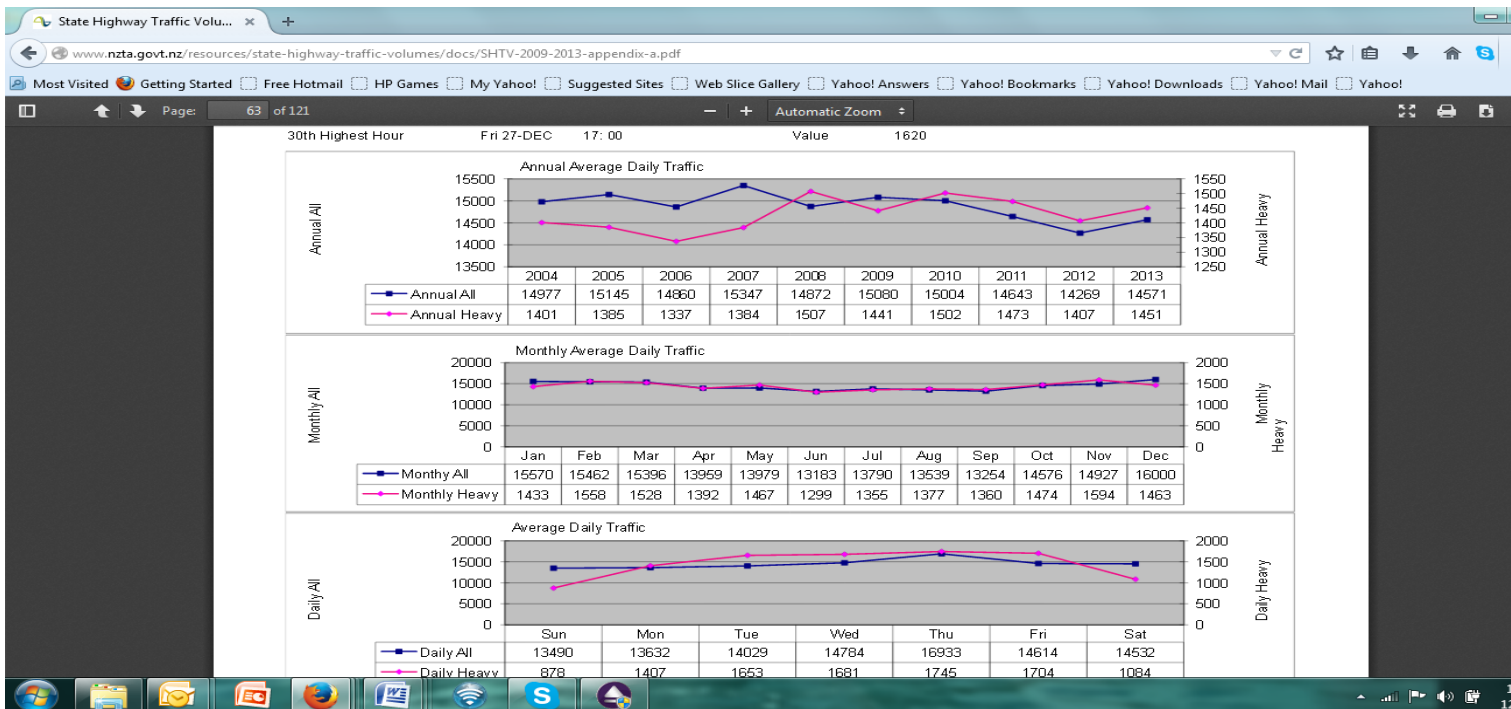 State Highway Traffic Volu... × +
www.nzta.govt.nz/resources/state-highway-traffic-volumes/docs/SHTV-2009-2013-appendix-a.pdf
Most Visited Getting Started Free Hotmail HP Games My Yahoo! Suggested Sites Web Slice Gallery Yahoo! Answers Yahoo! Bookmarks Yahoo! Downloads Yahoo! Mail Yahoo!
Page: 63 of 121 Automatic Zoom
30th Highest Hour Fri 27-DEC 17: 00 Value 1620
Annual Average Daily Traffic
Annual All
15500
15000
14500
14000
13500
1550
1500
1450
1400
1350
1300
1250
Annual Heavy
2004 2005 2006 2007 2008 2009 2010 2011 2012 2013
Annual All 14977 15145 14860 15347 14872 15080 15004 14643 14269 14571
Annual Heavy 1401 1385 1337 1384 1507 1441 1502 1473 1407 1451
Monthly Average Daily Traffic
Monthly All
20000
15000
10000
5000
0
2000
1500
1000
500
0
Monthly
Heavy
Jan Feb Mar Apr May Jun Jul Aug Sep Oct Nov Dec
Monthy All 15570 15462 15396 13959 13979 13183 13790 13539 13254 14576 14927 16000
Monthly Heavy 1433 1558 1528 1392 1467 1299 1355 1377 1360 1474 1594 1463
Average Daily Traffic
Daily All
20000
15000
10000
5000
0
2000
1500
1000
500
0
Daily Heavy
Sun Mon Tue Wed Thu Fri Sat
Daily All 13490 13632 14029 14784 16933 14614 14532
Daily Heavy 878 1407 1653 1681 1745 1704 1084